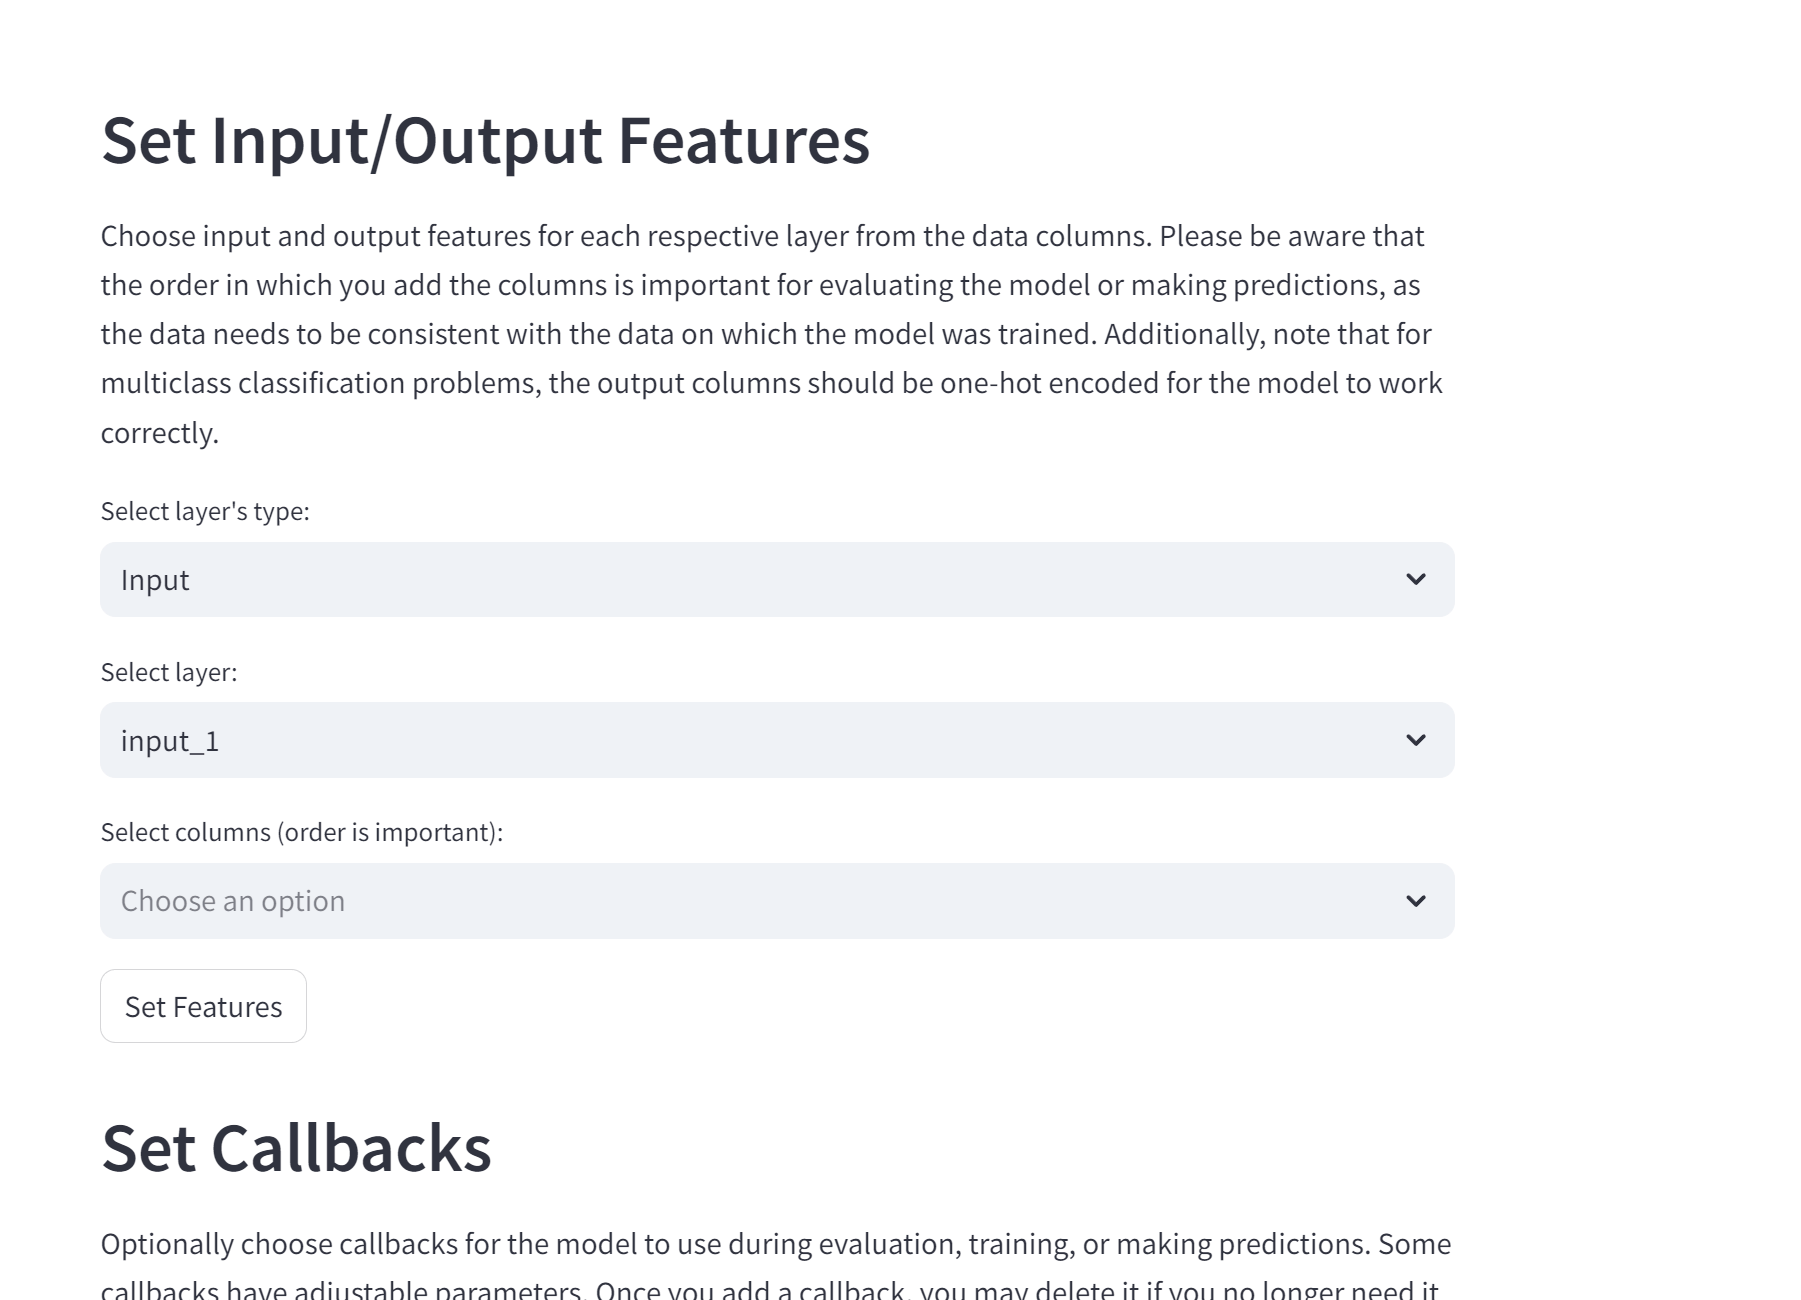 Set Input/Output Features
Choose input and output features for each respective layer from the data columns. Please be aware that
the order in which you add the columns is important for evaluating the model or making predictions, as
the data needs to be consistent with the data on which the model was trained. Additionally, note that for
multiclass classification problems, the output columns should be one-hot encoded for the model to work
correctly.
Select layer's type:
Input
Select layer:
input_1
Select columns (order is important):
Choose an option
Set Features
Set Callbacks
Optionally choose callbacks for the model to use during evaluation, training, or making predictions. Some
callbacks have adjustable parameters. Once you add a callback, you may delete it if you no longer need it